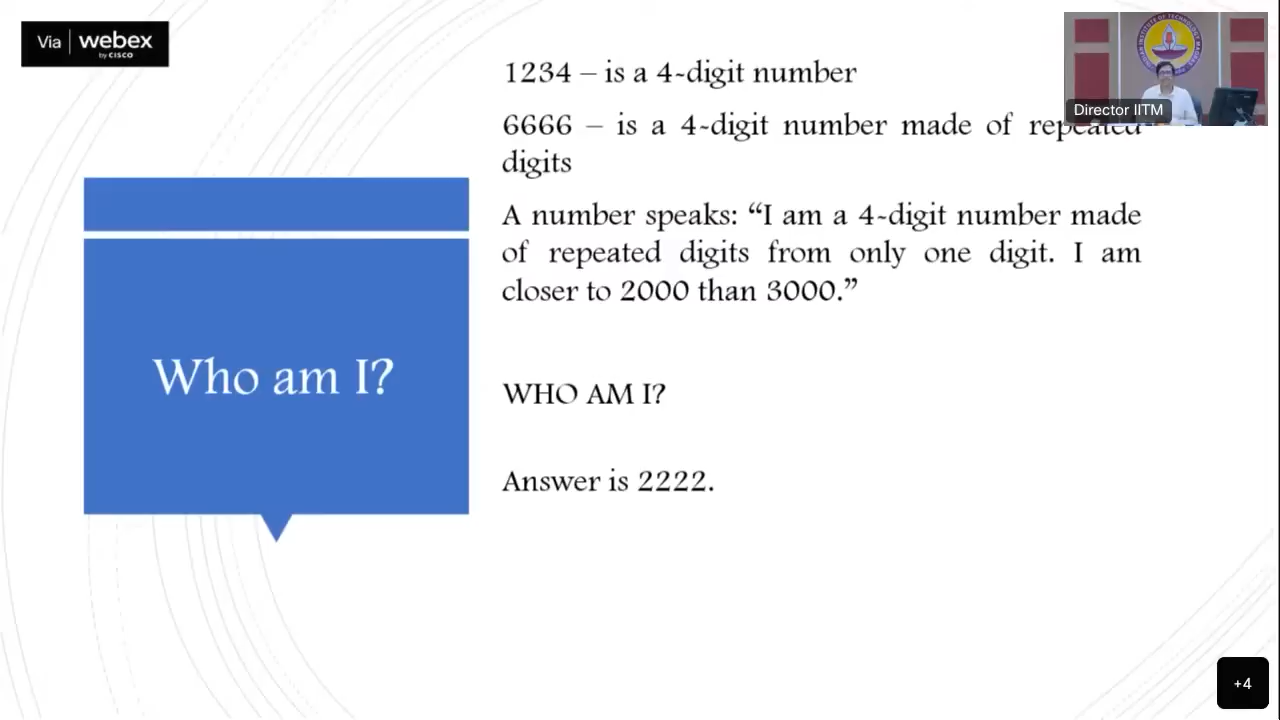 Via webex
by CISCO
1234 – is a 4-digit number
6666 – is a 4-digit number made of repeated
digits
A number speaks: “I am a 4-digit number made
of repeated digits from only one digit. I am
closer to 2000 than 3000.”
Who am I?
WHO AM I?
Answer is 2222.
Director IITM
+4